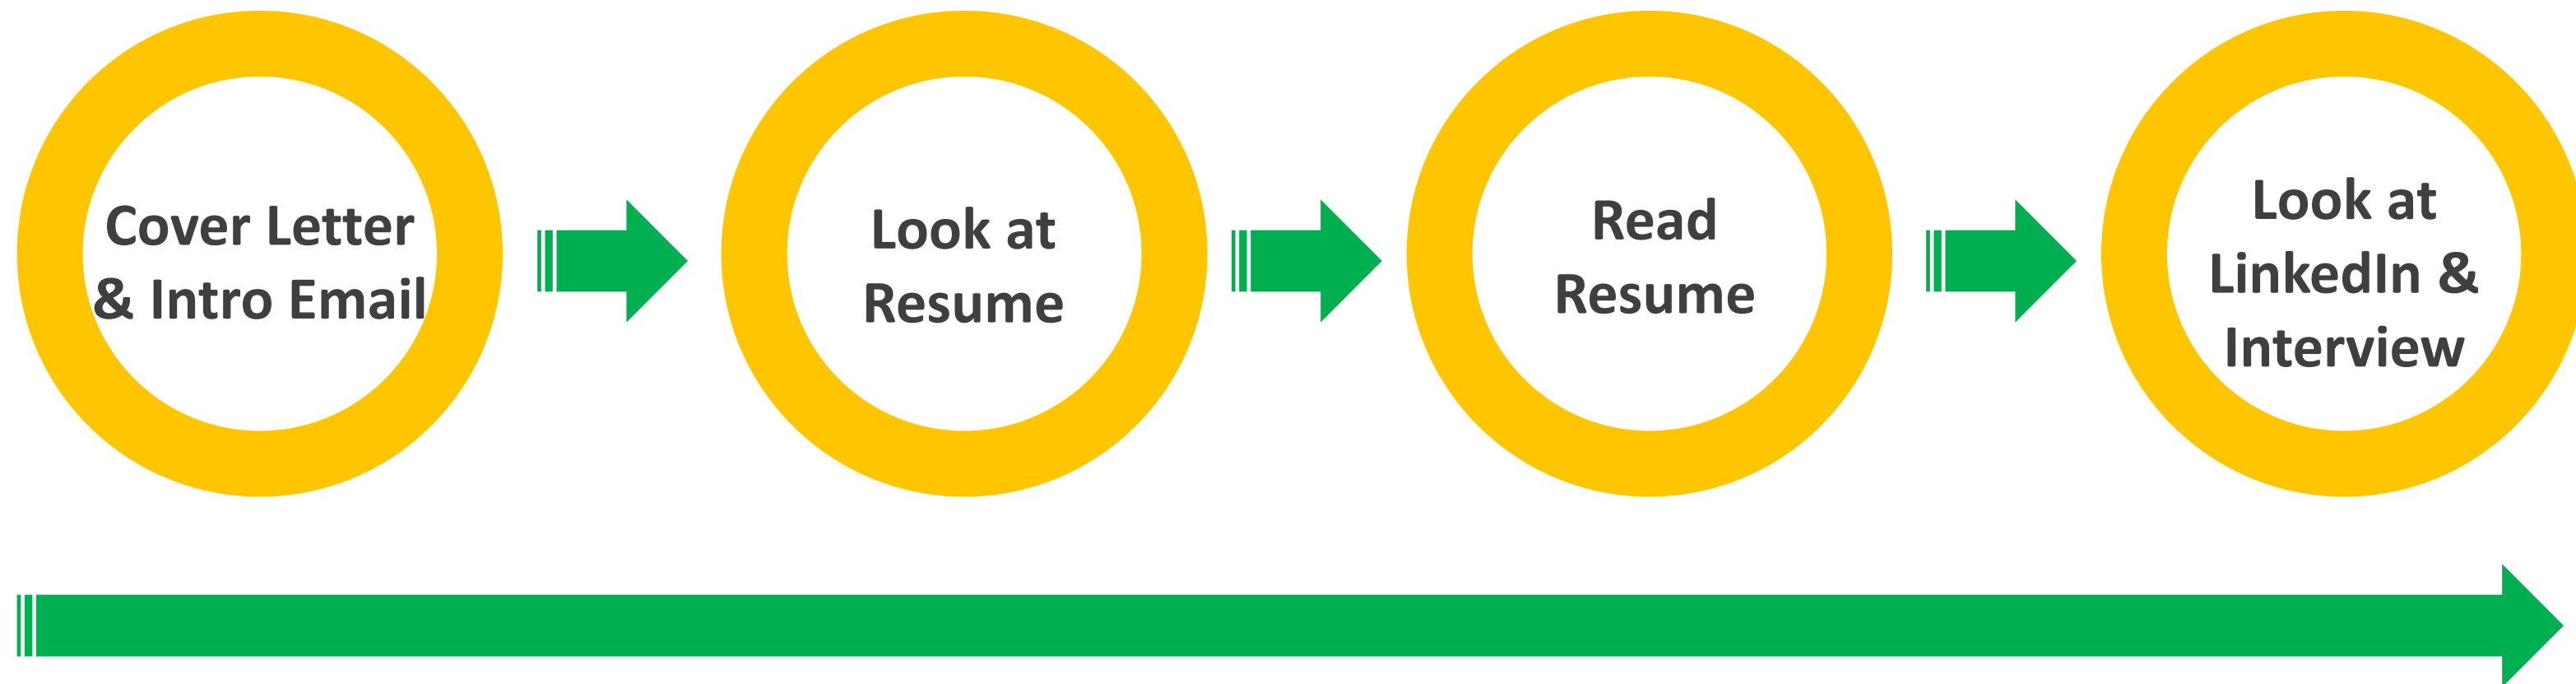 Cover Letter
& Intro Email
Look at
Resume
Read
Resume
Look at
LinkedIn &
Interview